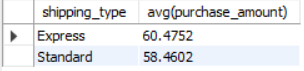 shipping_type avg(purchase_amount)
Express 60.4752
Standard 58.4602